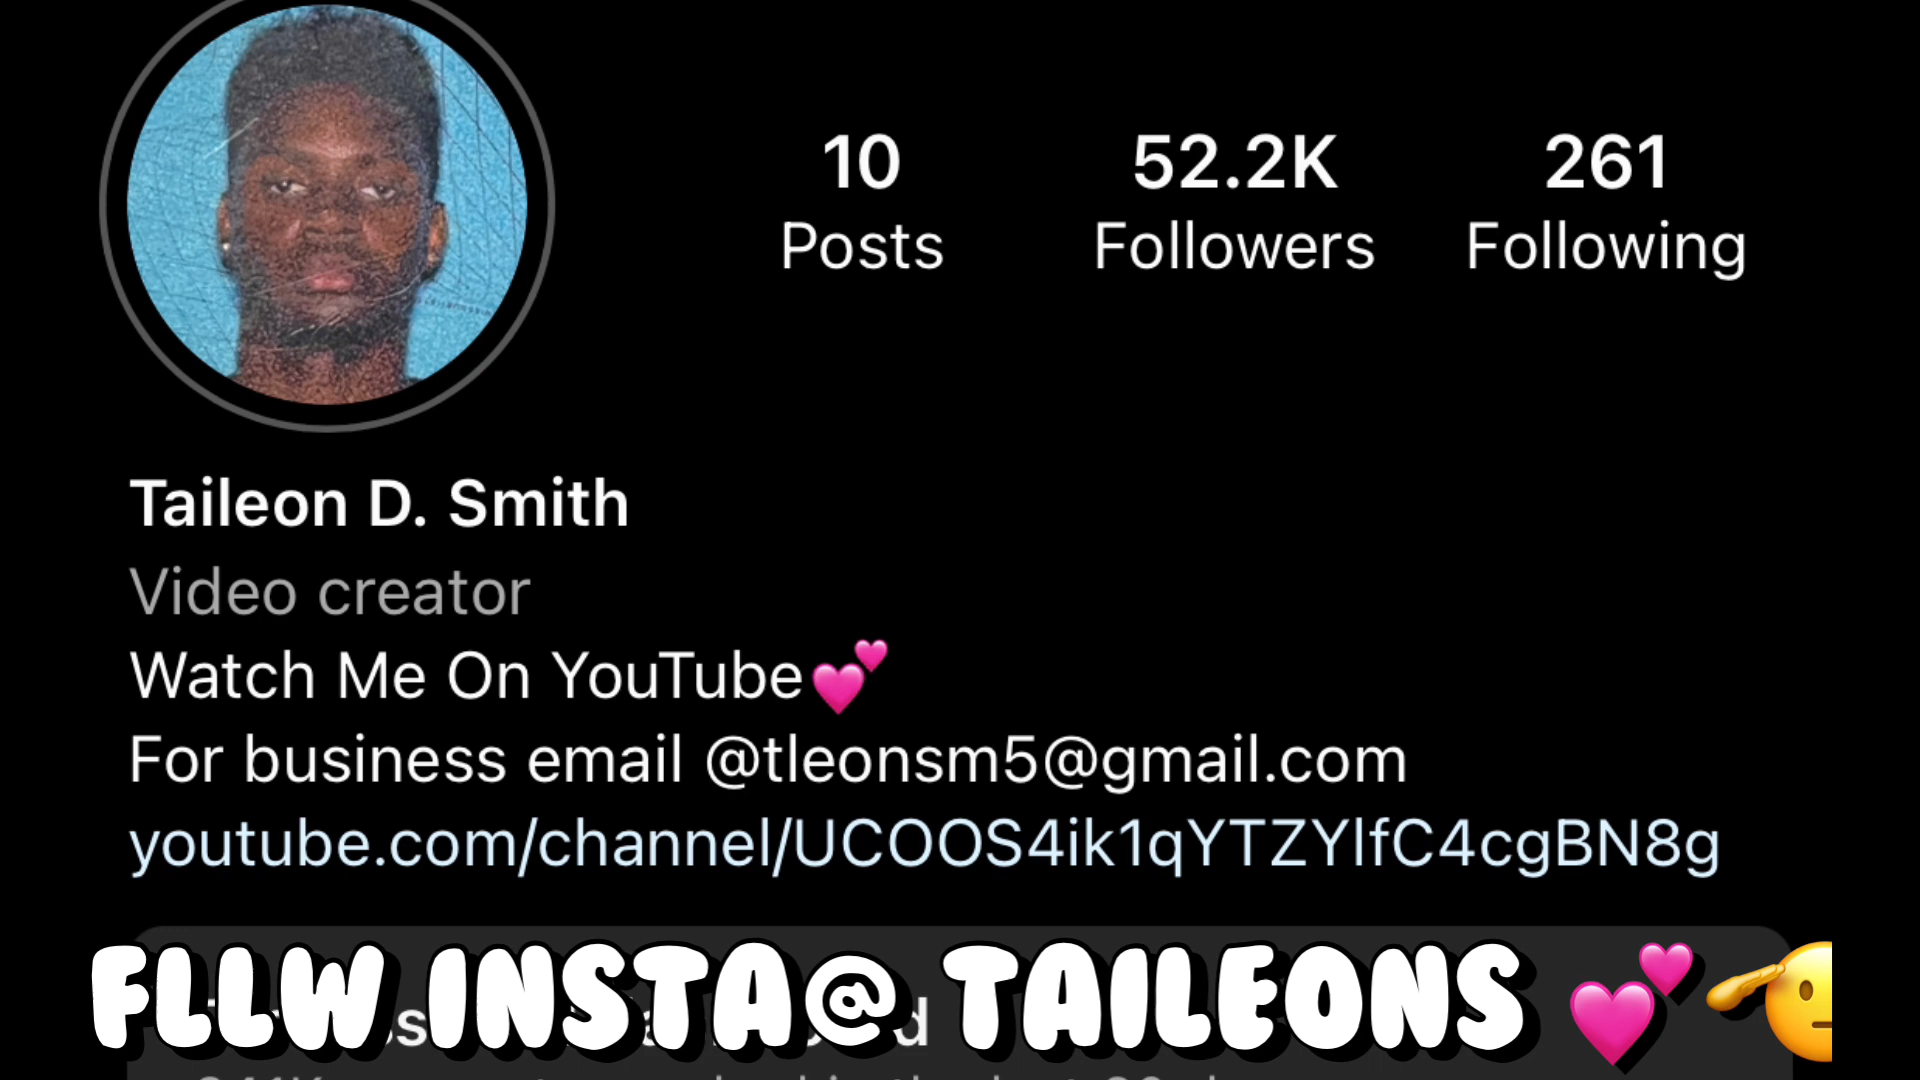 10 52.2K 261
Posts Followers Following
Taileon D. Smith
Video creator
Watch Me On YouTube💕
For business email @tleonsm5@gmail.com
youtube.com/channel/UCOOS4ik1qYTZYlfC4cgBN8g
FLLW INSTA@ TAILEONS 💕🫡